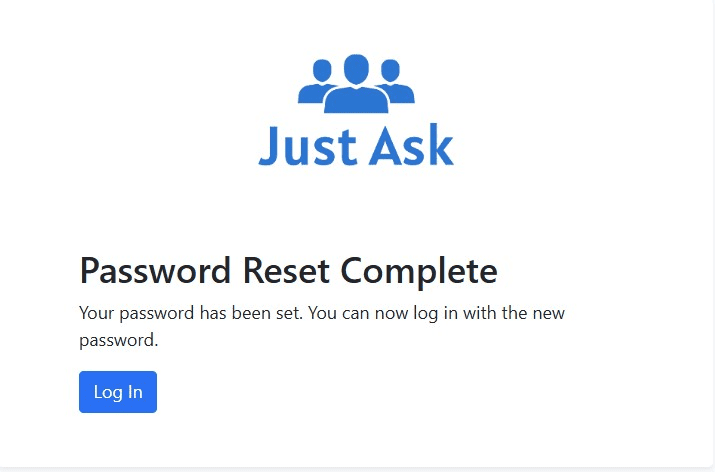 Just Ask
Password Reset Complete
Your password has been set. You can now log in with the new
password.
Log In